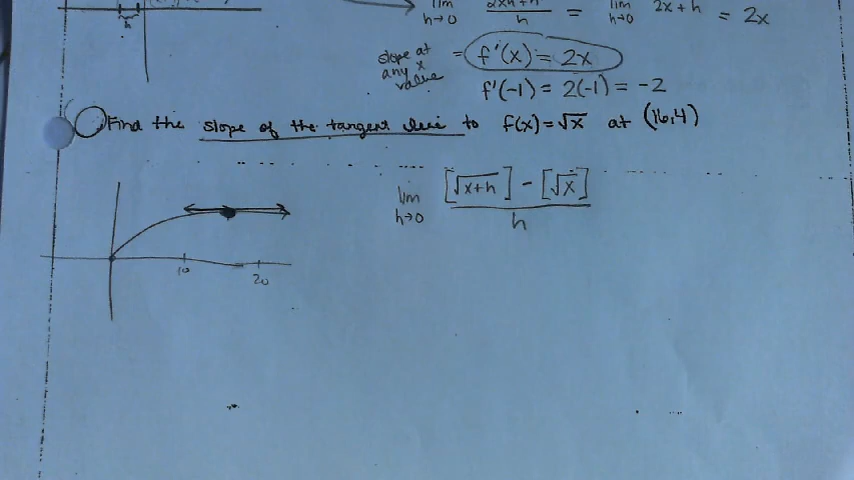 h
lim h→0 2xh+h² / h = lim h→0 2x+h = 2x
slope at any x value = f'(x) = 2x
f'(-1) = 2(-1) = -2
Find the slope of the tangent line to f(x)=√x at (16,4)
lim h→0 [√x+h] - [√x] / h
10 20